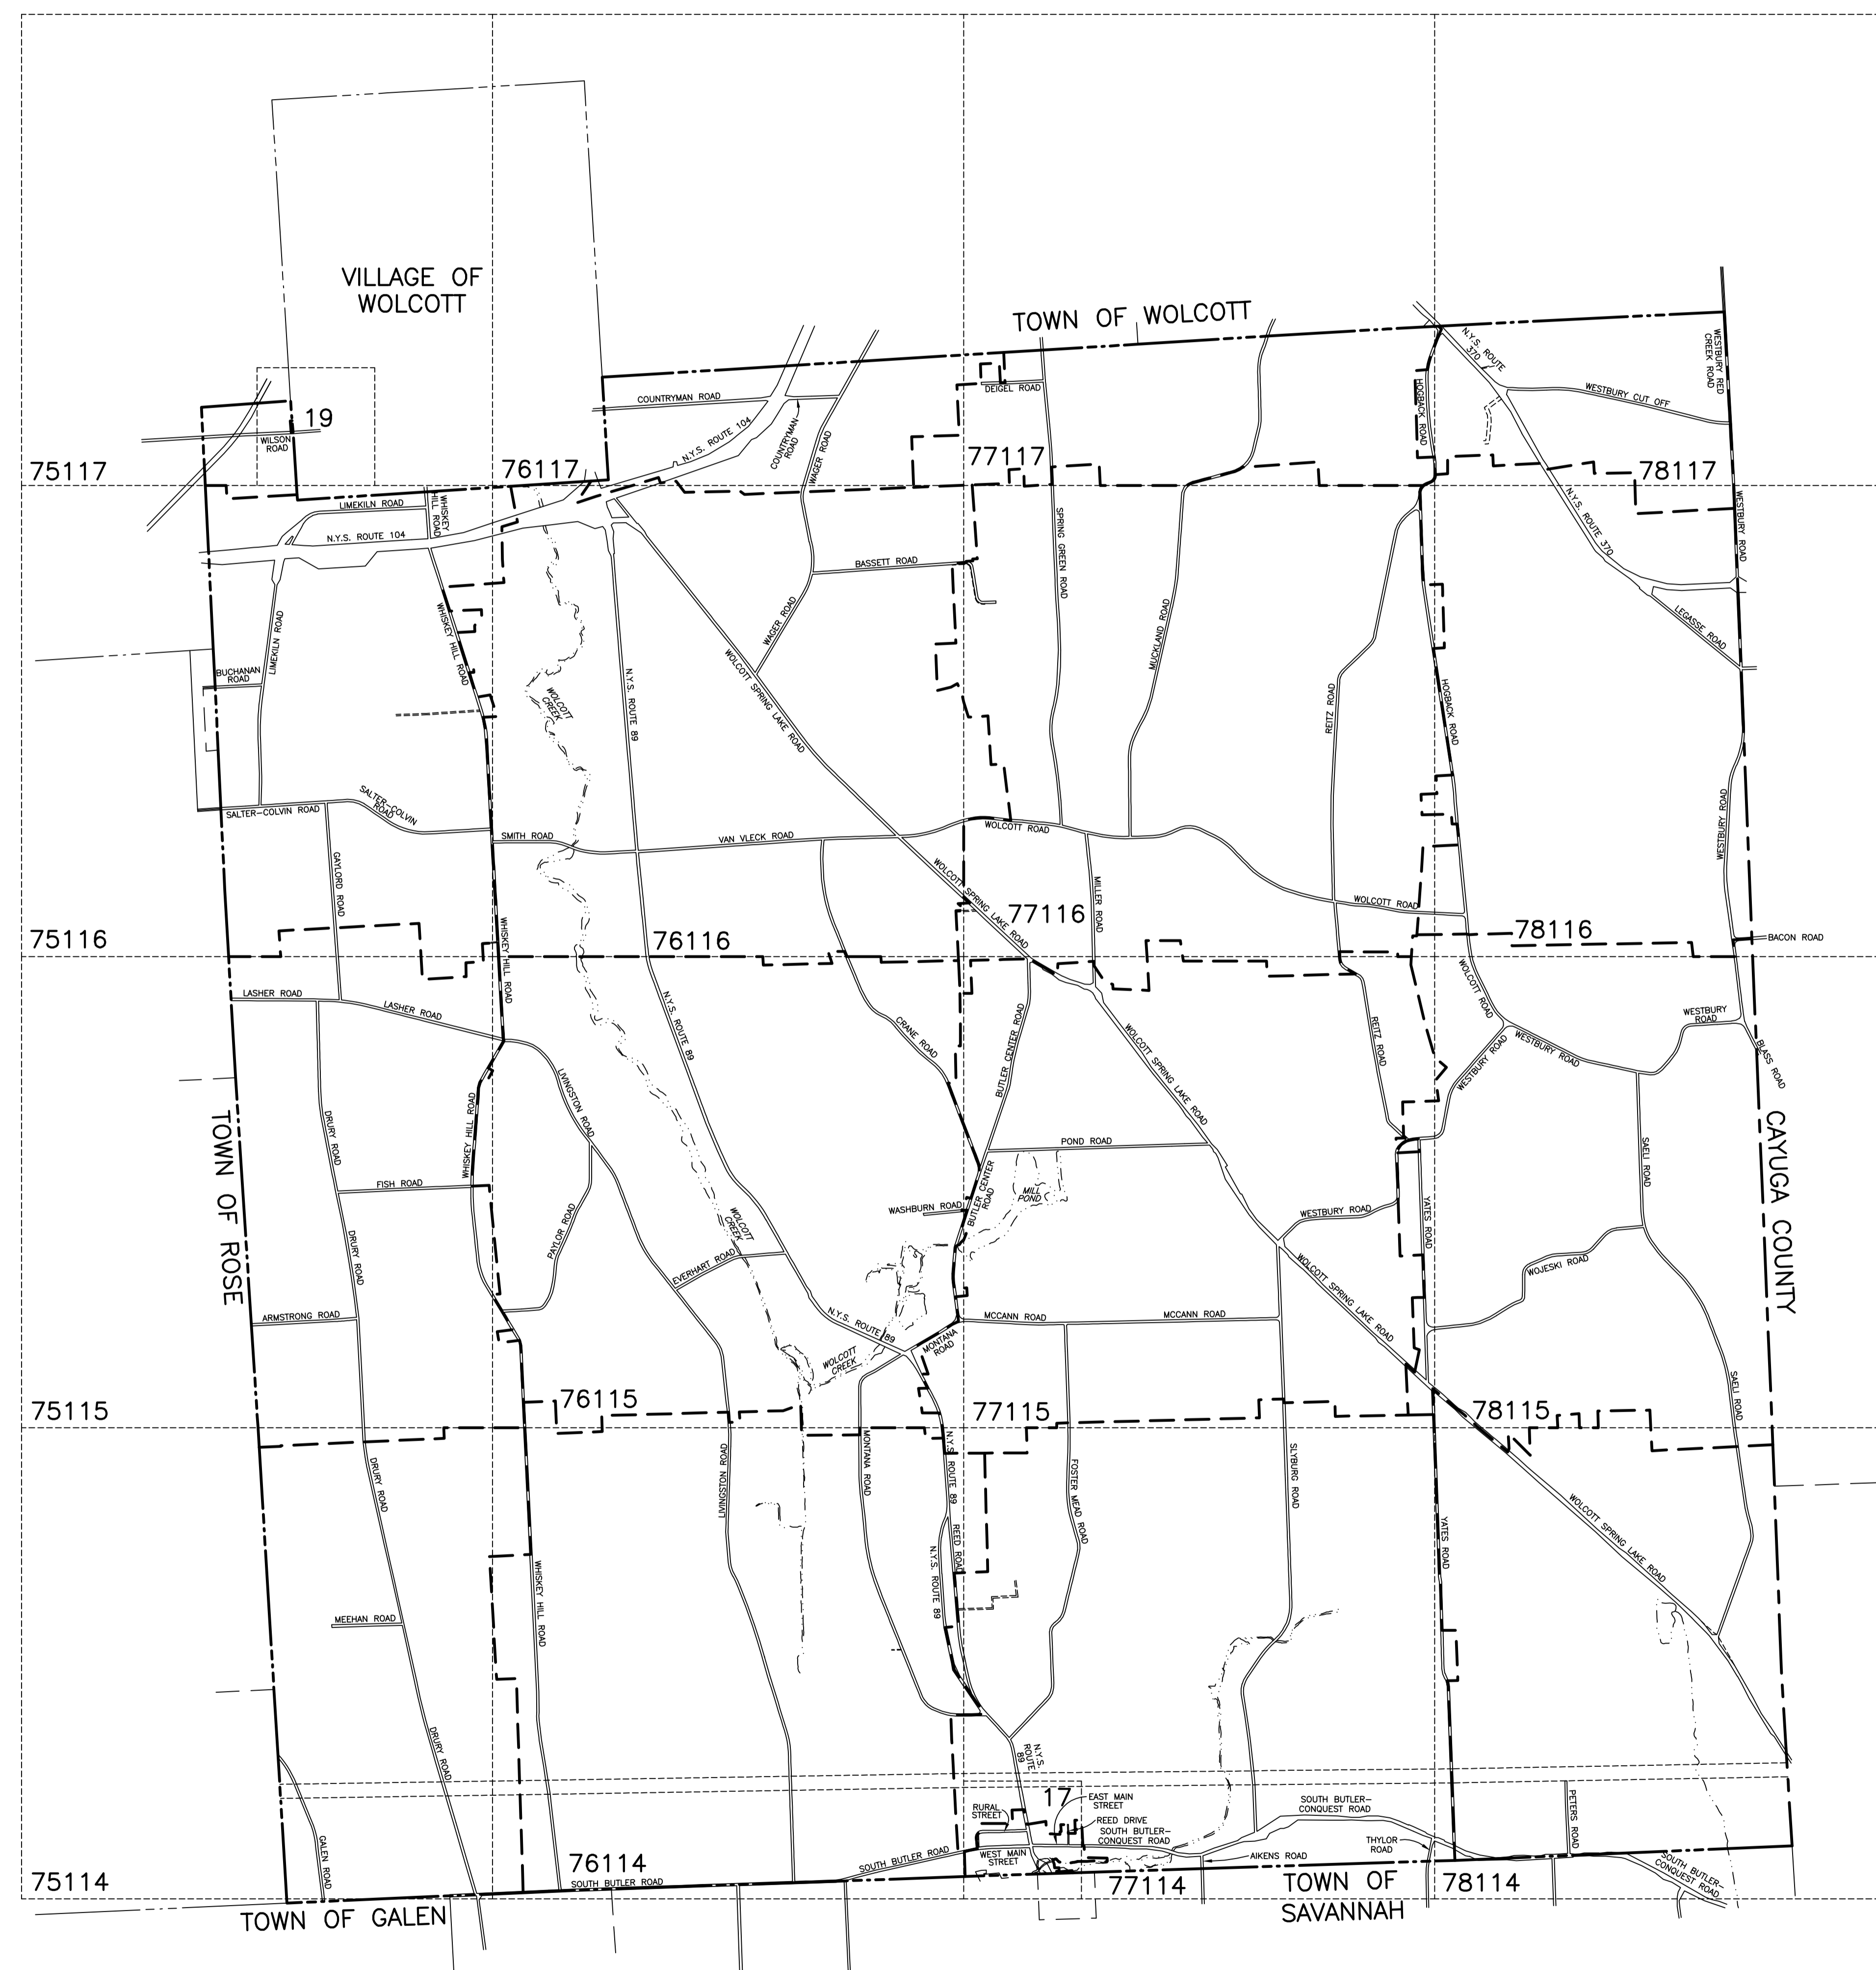 VILLAGE OF
WOLCOTT
TOWN OF WOLCOTT
N.Y.S. ROUTE
370
WESTBURY RED
CREEK ROAD
WESTBURY CUT OFF
HOGBACK ROAD
DEIGEL ROAD
COUNTRYMAN ROAD
COUNTRYMAN
ROAD
N.Y.S. ROUTE 104
WAGER ROAD
19
WILSON
ROAD
75117
76117
77117
78117
LIMEKILN ROAD
WHISKEY
HILL ROAD
N.Y.S. ROUTE 104
SPRING GREEN ROAD
N.Y.S. ROUTE 370
WESTBURY ROAD
BASSETT ROAD
LIMEKILN ROAD
WHISKEY HILL ROAD
WAGER ROAD
MUCKLAND ROAD
LEGASSE ROAD
BUCHANAN
ROAD
WOLCOTT
CREEK
N.Y.S. ROUTE 89
WOLCOTT SPRING LAKE ROAD
REITZ ROAD
HOGBACK ROAD
SALTER-COLVIN ROAD
SALTER-COLVIN
ROAD
SMITH ROAD
VAN VLECK ROAD
WOLCOTT ROAD
WESTBURY ROAD
GAYLORD ROAD
WOLCOTT SPRING LAKE ROAD
MILLER ROAD
WOLCOTT ROAD
75116
WHISKEY HILL ROAD
76116
77116
78116
BACON ROAD
LASHER ROAD
LASHER ROAD
N.Y.S. ROUTE 89
CRANE ROAD
BUTLER CENTER ROAD
WOLCOTT SPRING LAKE ROAD
REITZ ROAD
WOLCOTT ROAD
WESTBURY ROAD
WESTBURY ROAD
WESTBURY
ROAD
BLASS ROAD
TOWN OF ROSE
CAYUGA COUNTY
DRURY ROAD
WHISKEY HILL ROAD
LIVINGSTON ROAD
POND ROAD
SAELI ROAD
FISH ROAD
PAYLOR ROAD
WOLCOTT
CREEK
WASHBURN ROAD
BUTLER CENTER
ROAD
MILL
POND
WESTBURY ROAD
YATES ROAD
DRURY ROAD
EVERHART ROAD
WOJESKI ROAD
ARMSTRONG ROAD
N.Y.S. ROUTE 89
MCCANN ROAD
MCCANN ROAD
WOLCOTT SPRING LAKE ROAD
WOLCOTT
CREEK
MONTANA
ROAD
75115
76115
77115
78115
SAELI ROAD
DRURY ROAD
LIVINGSTON ROAD
MONTANA ROAD
N.Y.S. ROUTE 89
FOSTER MEAD ROAD
SLYBURG ROAD
REED ROAD
N.Y.S. ROUTE 89
YATES ROAD
WOLCOTT SPRING LAKE ROAD
WHISKEY HILL ROAD
MEEHAN ROAD
DRURY ROAD
N.Y.S.
ROUTE
89
17
RURAL
STREET
EAST MAIN
STREET
REED DRIVE
SOUTH BUTLER-
CONQUEST ROAD
SOUTH BUTLER-
CONQUEST ROAD
PETERS ROAD
THYLOR
ROAD
GALEN ROAD
SOUTH BUTLER ROAD
WEST MAIN
STREET
AIKENS ROAD
SOUTH BUTLER-
CONQUEST ROAD
75114
76114
SOUTH BUTLER ROAD
77114
78114
TOWN OF GALEN
TOWN OF
SAVANNAH